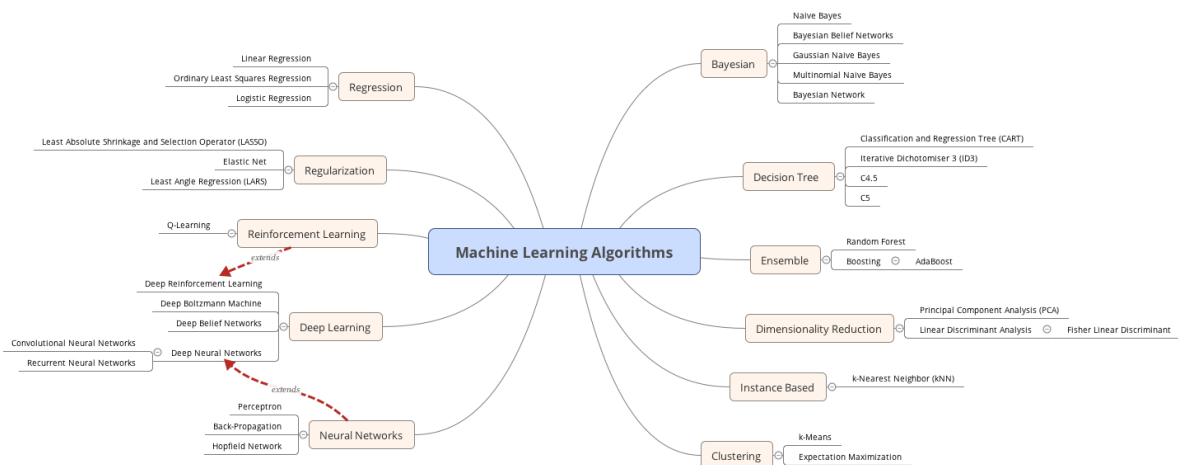 Machine Learning Algorithms
Regression
Linear Regression
Ordinary Least Squares Regression
Logistic Regression
Regularization
Least Absolute Shrinkage and Selection Operator (LASSO)
Elastic Net
Least Angle Regression (LARS)
Reinforcement Learning
Q-Learning
extends
Deep Learning
Deep Reinforcement Learning
Deep Boltzmann Machine
Deep Belief Networks
Deep Neural Networks
Convolutional Neural Networks
Recurrent Neural Networks
extends
Neural Networks
Perceptron
Back-Propagation
Hopfield Network
Bayesian
Naive Bayes
Bayesian Belief Networks
Gaussian Naive Bayes
Multinomial Naive Bayes
Bayesian Network
Decision Tree
Classification and Regression Tree (CART)
Iterative Dichotomiser 3 (ID3)
C4.5
C5
Ensemble
Random Forest
Boosting
AdaBoost
Dimensionality Reduction
Principal Component Analysis (PCA)
Linear Discriminant Analysis
Fisher Linear Discriminant
Instance Based
k-Nearest Neighbor (kNN)
Clustering
k-Means
Expectation Maximization